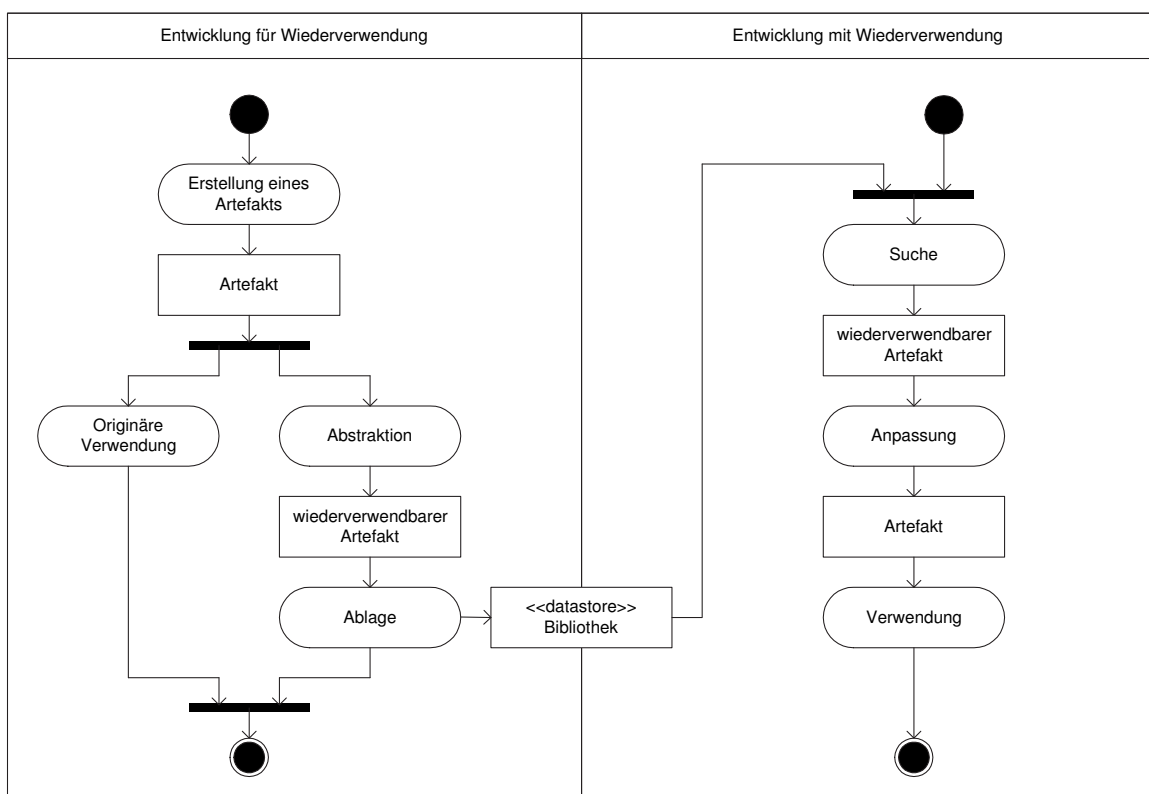 Entwicklung für Wiederverwendung
Entwicklung mit Wiederverwendung
Erstellung eines
Artefakts
Artefakt
Originäre
Verwendung
Abstraktion
wiederverwendbarer
Artefakt
Ablage
<<datastore>>
Bibliothek
Suche
wiederverwendbarer
Artefakt
Anpassung
Artefakt
Verwendung